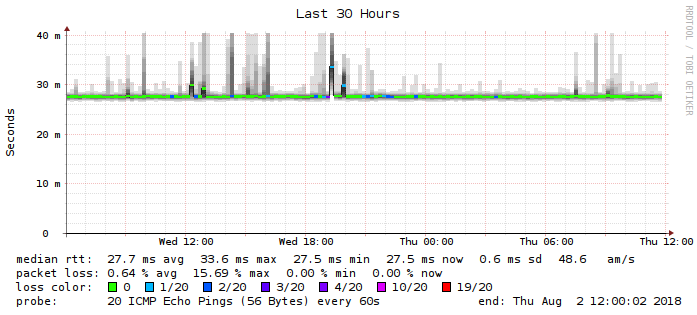 Last 30 Hours
RRDTOOL / TOBI OETIKER
Seconds
40 m
30 m
20 m
10 m
0
Wed 12:00 Wed 18:00 Thu 00:00 Thu 06:00 Thu 12:00
median rtt: 27.7 ms avg 33.6 ms max 27.5 ms min 27.5 ms now 0.6 ms sd 48.6 am/s
packet loss: 0.64 % avg 15.69 % max 0.00 % min 0.00 % now
loss color: 0 1/20 2/20 3/20 4/20 10/20 19/20
probe: 20 ICMP Echo Pings (56 Bytes) every 60s end: Thu Aug 2 12:00:02 2018